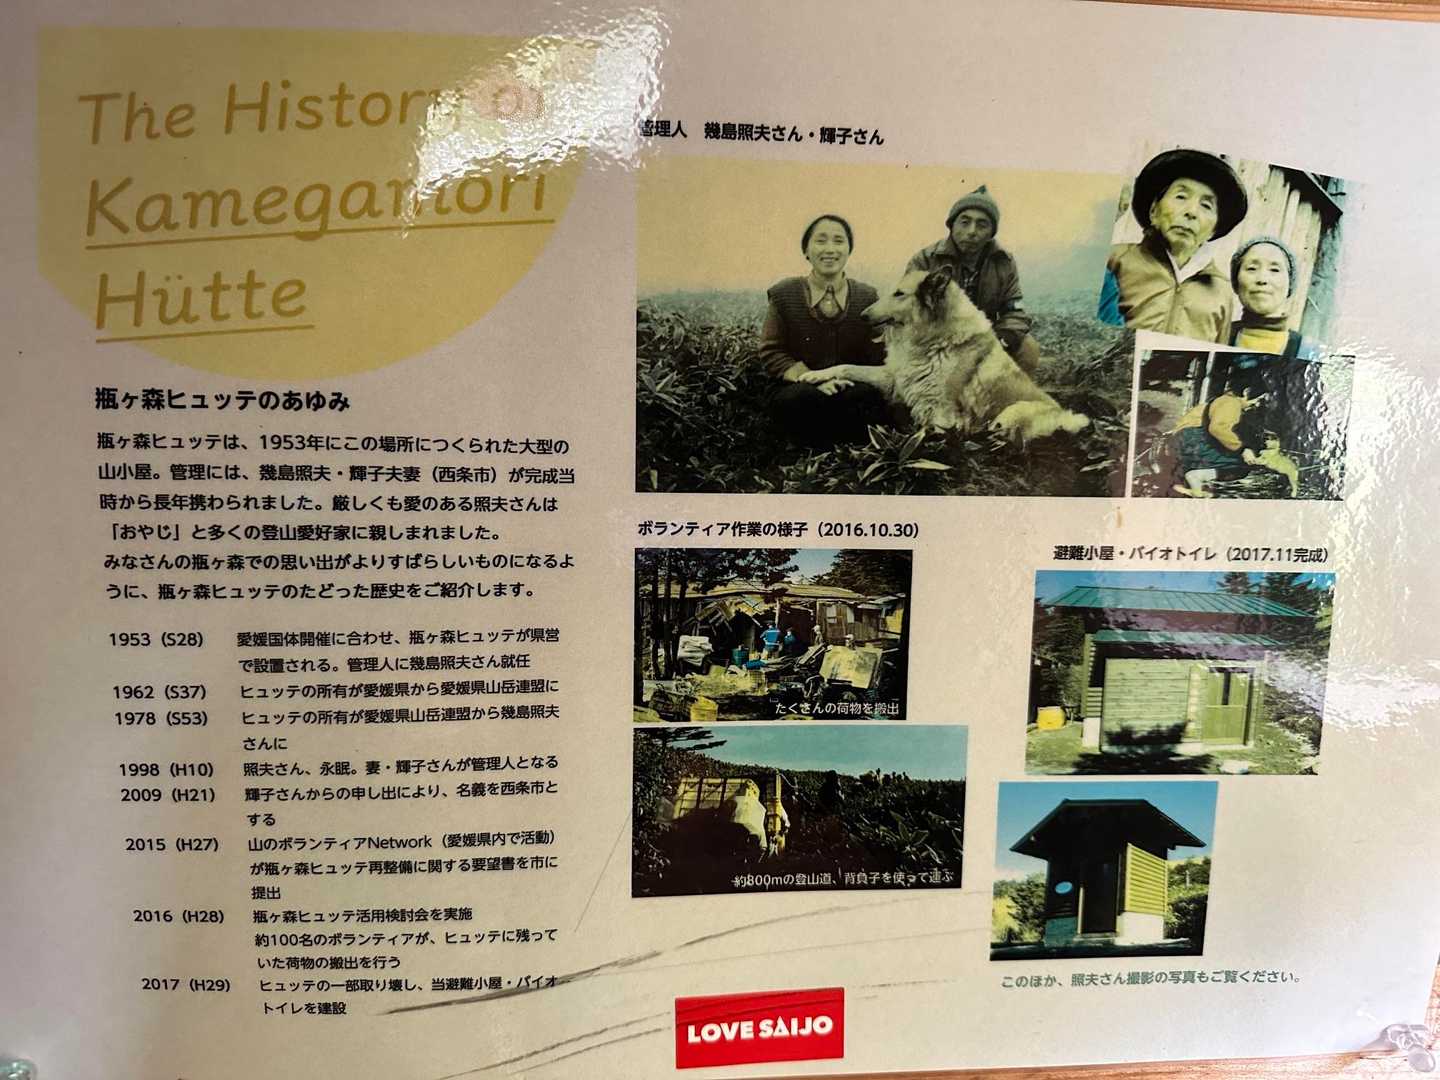 The History of
Kamegamori
Hütte
瓶ヶ森ヒュッテのあゆみ
瓶ヶ森ヒュッテは、1953年にこの場所につくられた大型の
山小屋。管理には、幾島照夫・輝子夫妻（西条市）が完成当
時から長年携わられました。厳しくも愛のある照夫さんは
「おやじ」と多くの登山愛好家に親しまれました。
みなさんの瓶ヶ森での思い出がよりすばらしいものになるよ
うに、瓶ヶ森ヒュッテのたどった歴史をご紹介します。
1953（S28） 愛媛国体開催に合わせ、瓶ヶ森ヒュッテが県営
で設置される。管理人に幾島照夫さん就任
1962（S37） ヒュッテの所有が愛媛県から愛媛県山岳連盟に
1978（S53） ヒュッテの所有が愛媛県山岳連盟から幾島照夫
さんに
1998（H10） 照夫さん、永眠。妻・輝子さんが管理人となる
2009（H21） 輝子さんからの申し出により、名義を西条市と
する
2015（H27） 山のボランティアNetwork（愛媛県内で活動）
が瓶ヶ森ヒュッテ再整備に関する要望書を市に
提出
2016（H28） 瓶ヶ森ヒュッテ活用検討会を実施
約100名のボランティアが、ヒュッテに残って
いた荷物の搬出を行う
2017（H29） ヒュッテの一部取り壊し、当避難小屋・バイオ
トイレを建設
管理人 幾島照夫さん・輝子さん
ボランティア作業の様子（2016.10.30）
たくさんの荷物を搬出
約800mの登山道、背負子を使って運ぶ
避難小屋・バイオトイレ（2017.11完成）
このほか、照夫さん撮影の写真もご覧ください。
LOVE SAIJO